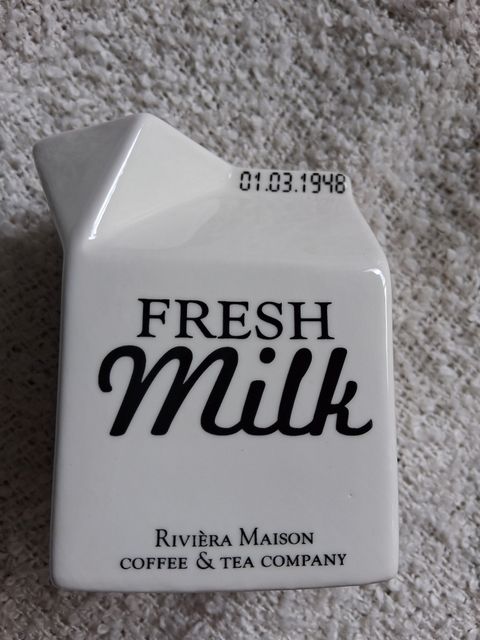 01.03.1948
FRESH
Milk
RIVIÈRA MAISON
COFFEE & TEA COMPANY